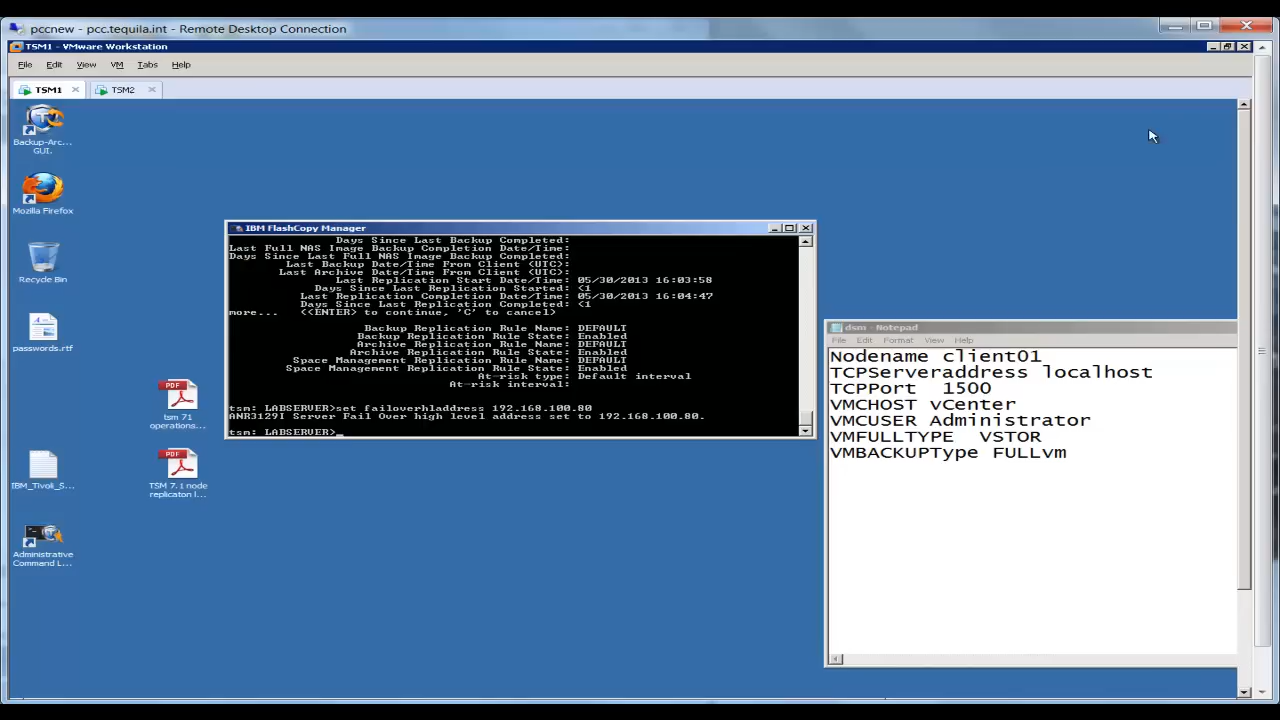 pccnew - pcc.tequila.int - Remote Desktop Connection
TSM1 - VMware Workstation
File Edit View VM Tabs Help
TSM1 TSM2
Backup-Arc...
GUI.
Mozilla Firefox
Recycle Bin
passwords.rtf
PDF
tsm 71
operations...
IBM_Tivoli_S...
PDF
TSM 7.1 node
replicaton l...
Administrative
Command L...
IBM FlashCopy Manager
Days Since Last Backup Completed:
Last Full NAS Image Backup Completion Date/Time:
Days Since Last Full NAS Image Backup Completed:
Last Backup Date/Time From Client (UTC):
Last Archive Date/Time From Client (UTC):
Last Replication Start Date/Time: 05/30/2013 16:03:58
Days Since Last Replication Started: <1
Last Replication Completion Date/Time: 05/30/2013 16:04:47
Days Since Last Replication Completed: <1
more... (<ENTER> to continue, 'C' to cancel)
Backup Replication Rule Name: DEFAULT
Backup Replication Rule State: Enabled
Archive Replication Rule Name: DEFAULT
Archive Replication Rule State: Enabled
Space Management Replication Rule Name: DEFAULT
Space Management Replication Rule State: Enabled
At-risk type: Default interval
At-risk interval:
tsm: LABSERVER>set failoverhladdress 192.168.100.80
ANR3129I Server Fail Over high level address set to 192.168.100.80.
tsm: LABSERVER>_
dsm - Notepad
File Edit Format View Help
Nodename client01
TCPServeraddress localhost
TCPPort 1500
VMCHOST vCenter
VMCUSER Administrator
VMFULLTYPE VSTOR
VMBACKUPType FULLvm